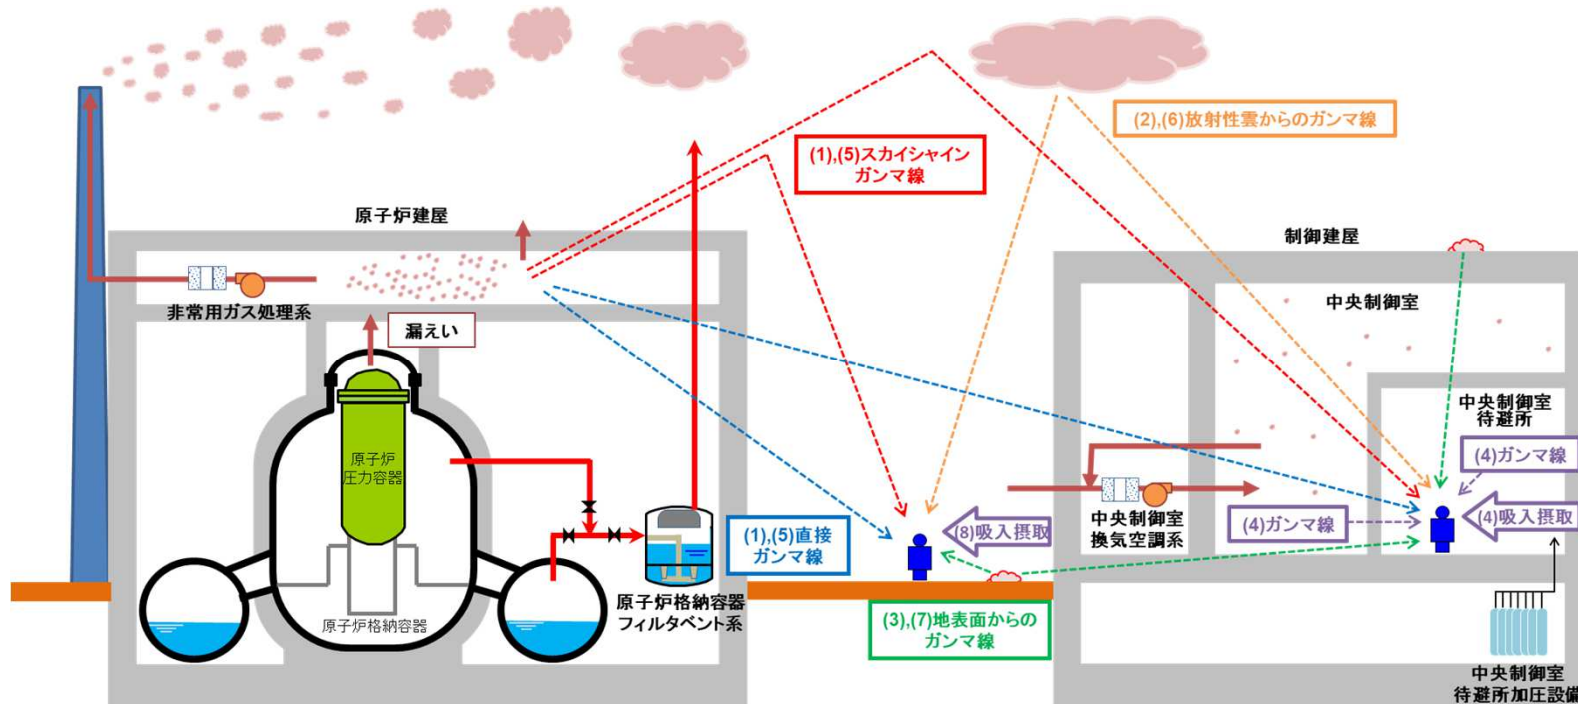 (2),(6)放射性雲からのガンマ線
(1),(5)スカイシャイン
ガンマ線
原子炉建屋
制御建屋
非常用ガス処理系
漏えい
中央制御室
中央制御室
待避所
原子炉
圧力容器
(4)ガンマ線
(1),(5)直接
ガンマ線
(8)吸入摂取
中央制御室
換気空調系
(4)ガンマ線
(4)吸入摂取
原子炉格納容器
原子炉格納容器
フィルタベント系
(3),(7)地表面からの
ガンマ線
中央制御室
待避所加圧設備